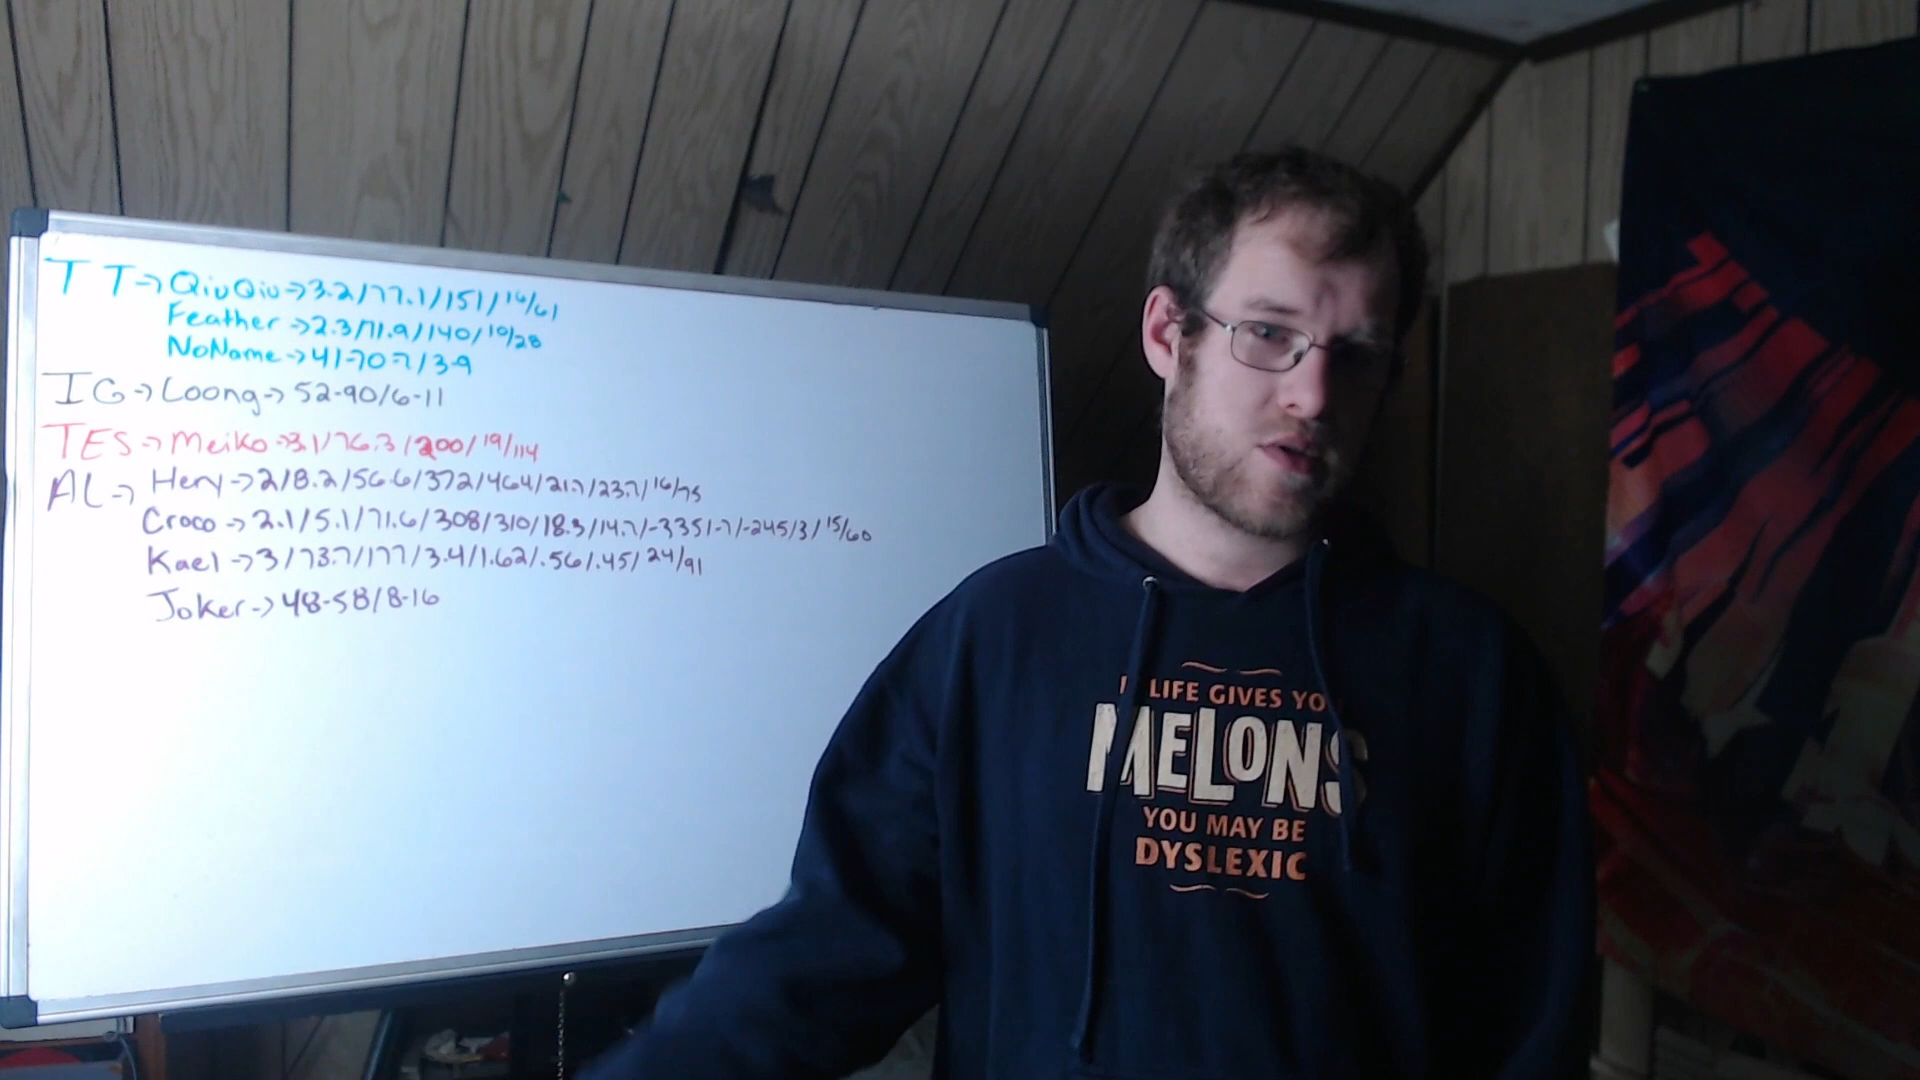 TT→QiuQiu→3.2/77.1/151/16/61
Feather→2.3/71.9/140/10/28
NoName→41-70-7/3-9
IG→Loong→52-90/6-11
TES→Meiko→3.1/76.3/200/19/114
AL→Hery→2/8.2/56.6/372/464/21.7/23.7/16/75
Croco→2.1/5.1/71.6/308/310/18.3/14.7/-335/-7/-245/3/15/60
Kael→3/73.7/177/3.4/1.62/.56/.45/24/91
Joker→48-58/8-16
LIFE GIVES YO
MELONS
YOU MAY BE
DYSLEXIC